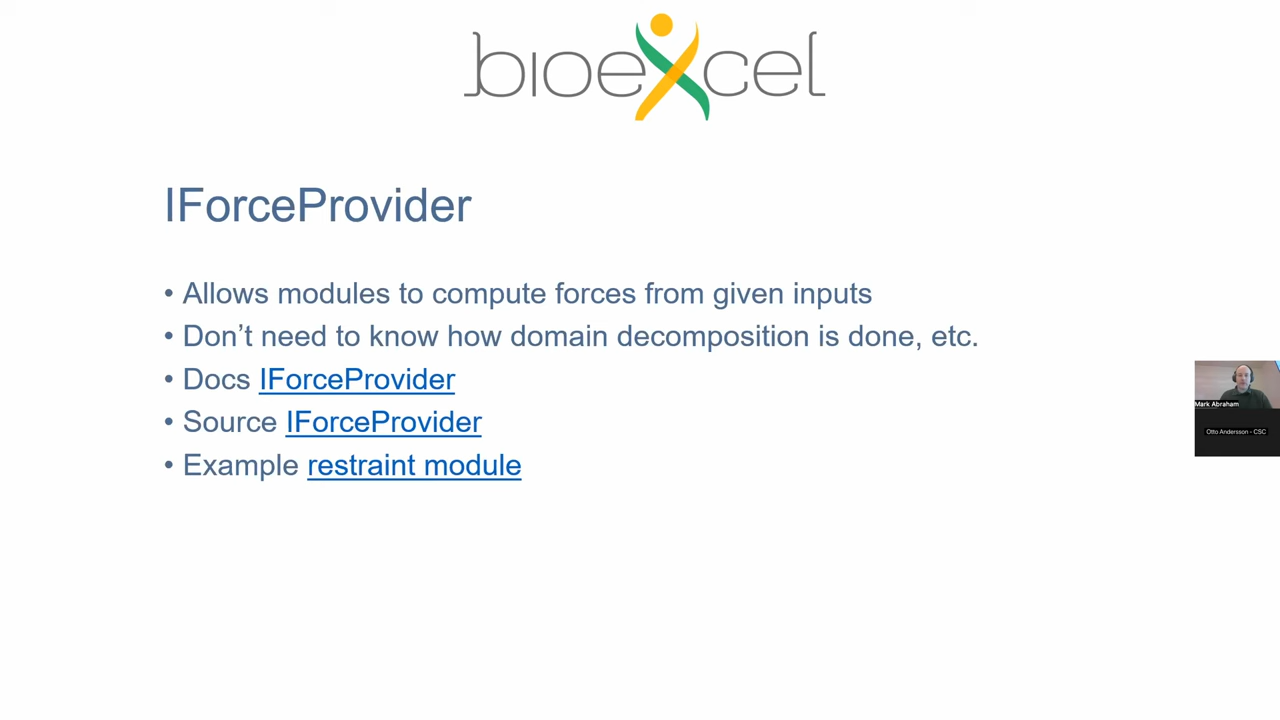 bioexcel
IForceProvider
• Allows modules to compute forces from given inputs
• Don’t need to know how domain decomposition is done, etc.
• Docs IForceProvider
• Source IForceProvider
• Example restraint module
Mark Abraham
Otto Andersson - CSC